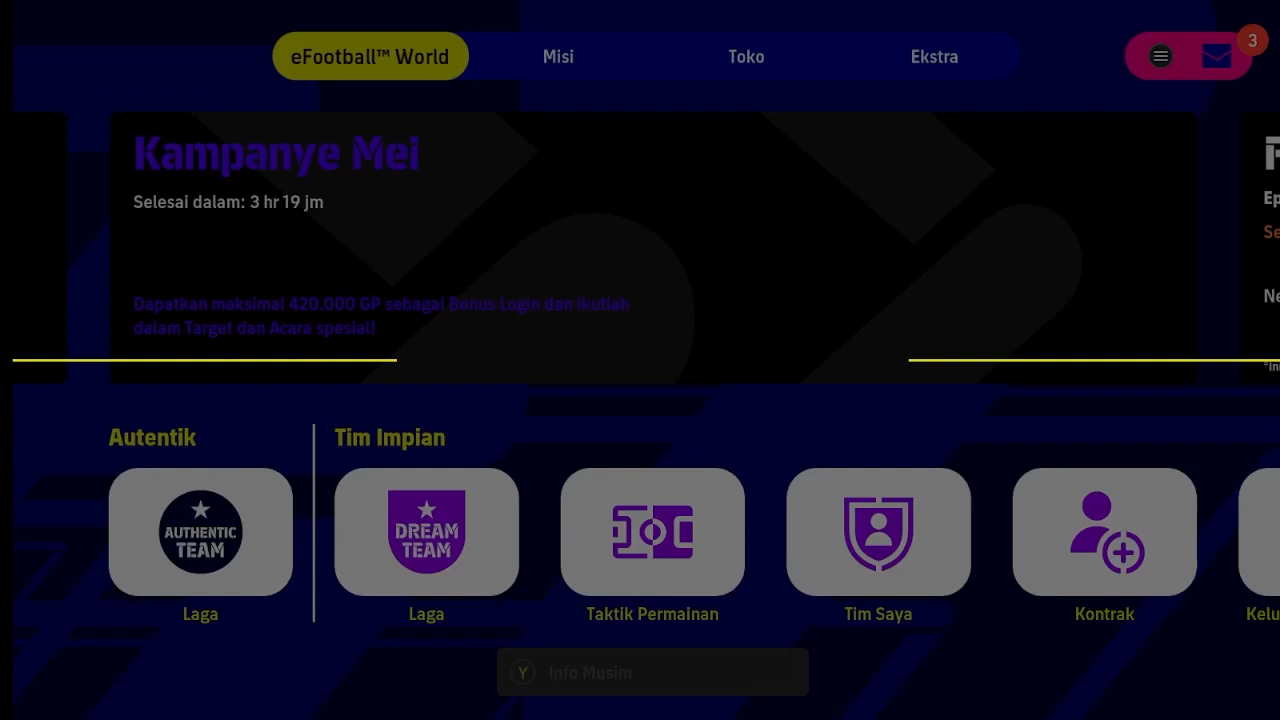 eFootball™ World
Misi
Toko
Ekstra
3
Kampanye Mei
Selesai dalam: 3 hr 19 jm
Dapatkan maksimal 420.000 GP sebagai Bonus Login dan ikutlah
dalam Target dan Acara spesial!
Autentik
Tim Impian
AUTHENTIC
TEAM
DREAM
TEAM
Laga
Laga
Taktik Permainan
Tim Saya
Kontrak
Y
Info Musim